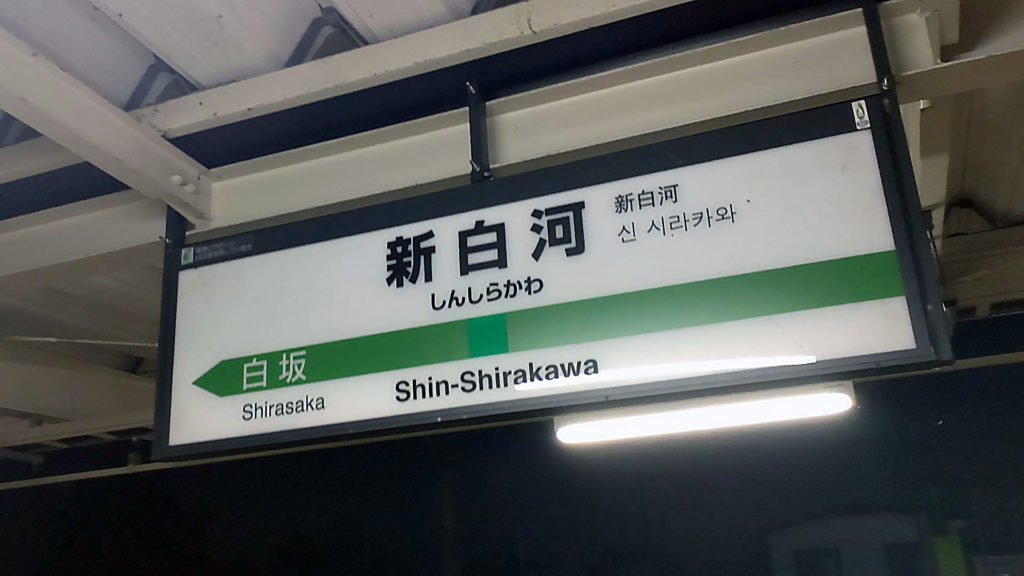 新白河
新白河
신 시라카와
しんしらかわ
白坂
Shirasaka
Shin-Shirakawa